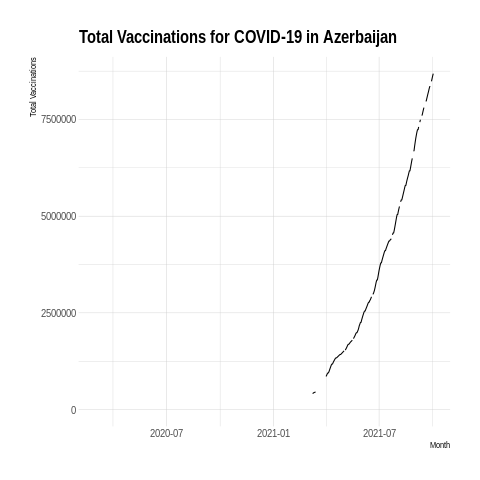 Total Vaccinations for COVID-19 in Azerbaijan
Total Vaccinations
7500000
5000000
2500000
0
2020-07
2021-01
2021-07
Month